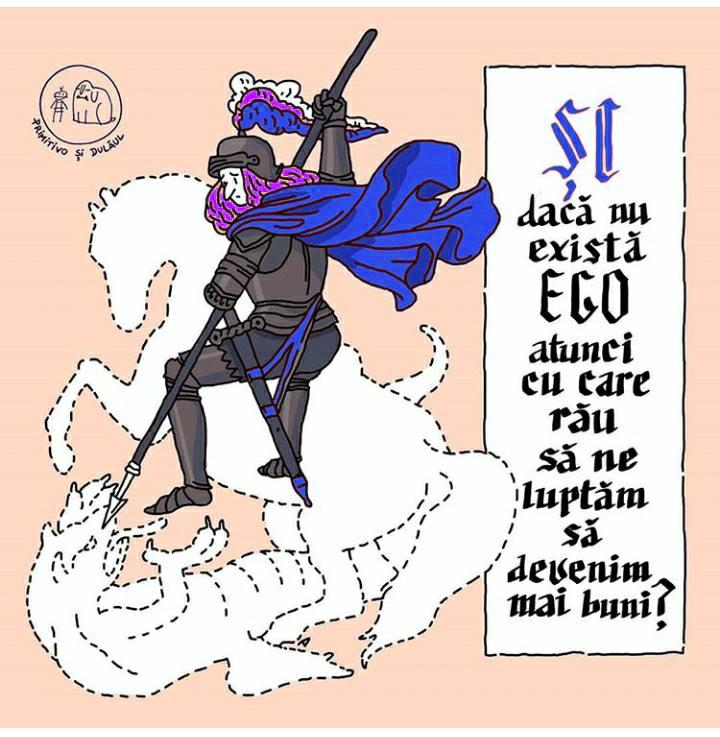 PRIMITIVO ȘI DULĂUL
ȘI
dacă nu
există
EGO
atunci
cu care
rău
să ne
luptăm
să
devenim
mai buni?